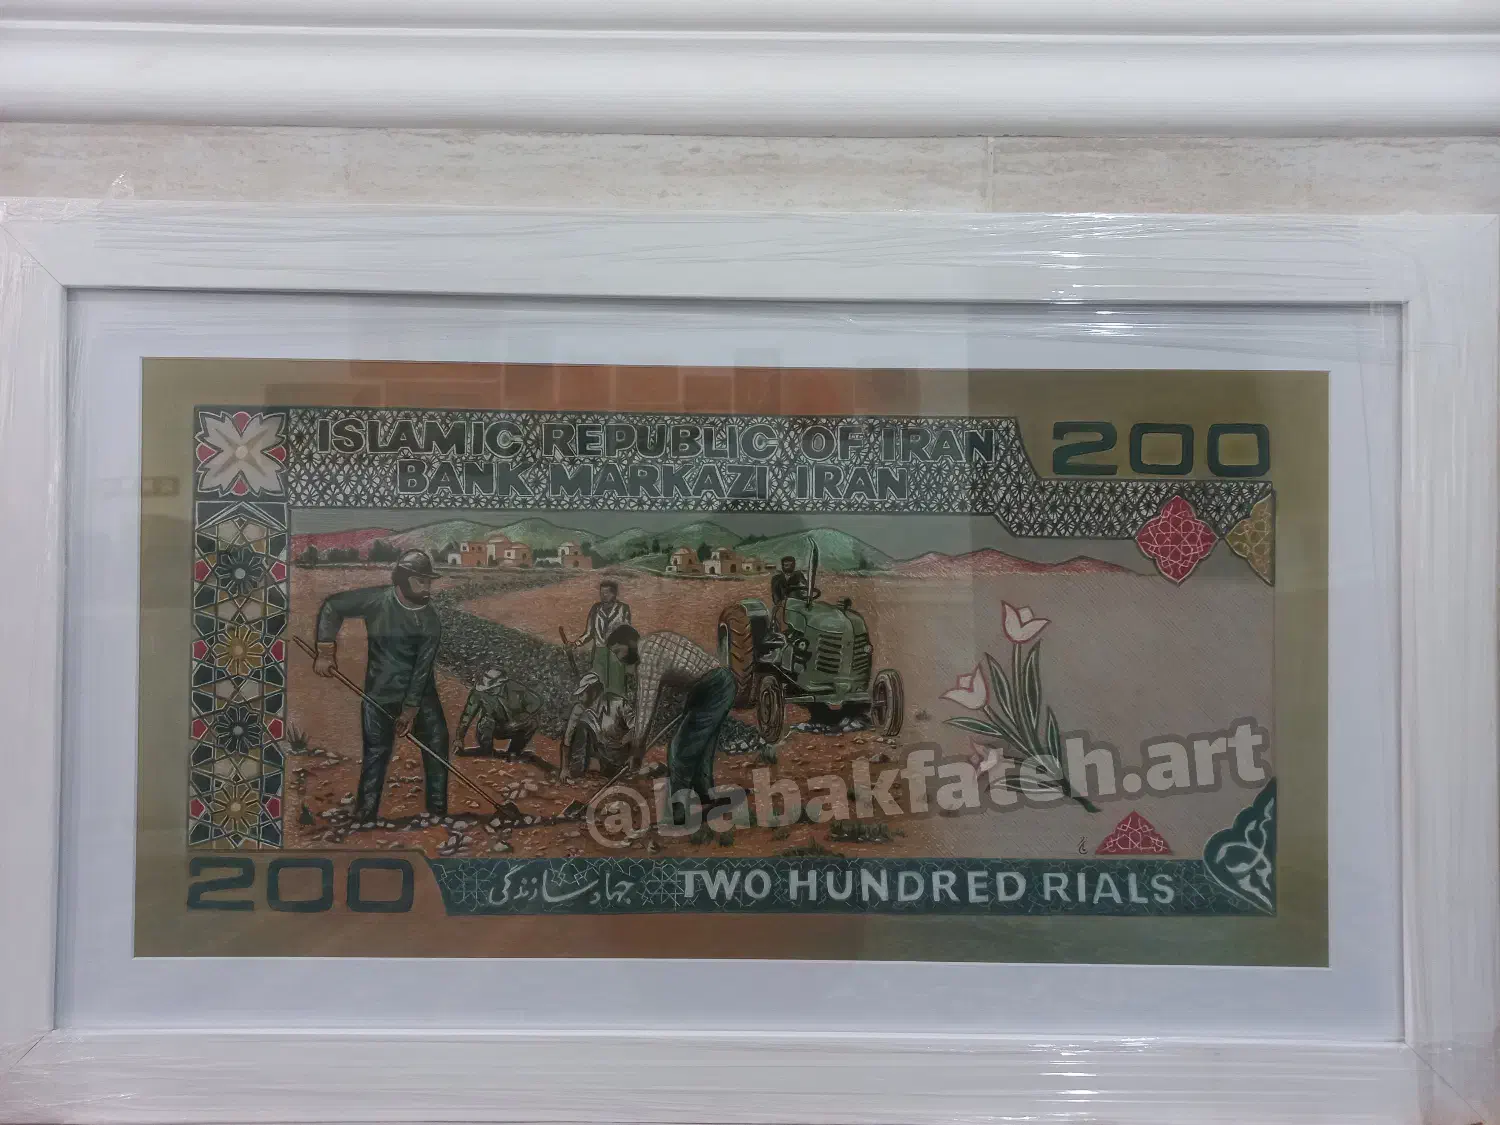 ISLAMIC REPUBLIC OF IRAN
BANK MARKAZI IRAN
200
@babakfateh.art
200
جهاد سازندگی
TWO HUNDRED RIALS